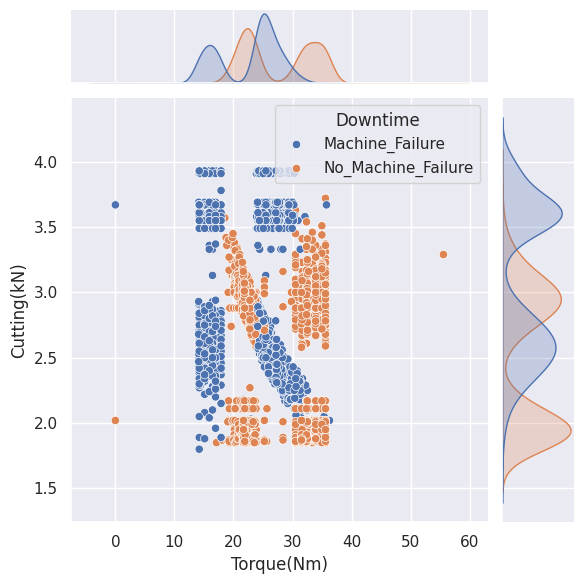 Downtime
Machine_Failure
No_Machine_Failure
Cutting(kN)
4.0
3.5
3.0
2.5
2.0
1.5
0 10 20 30 40 50 60
Torque(Nm)